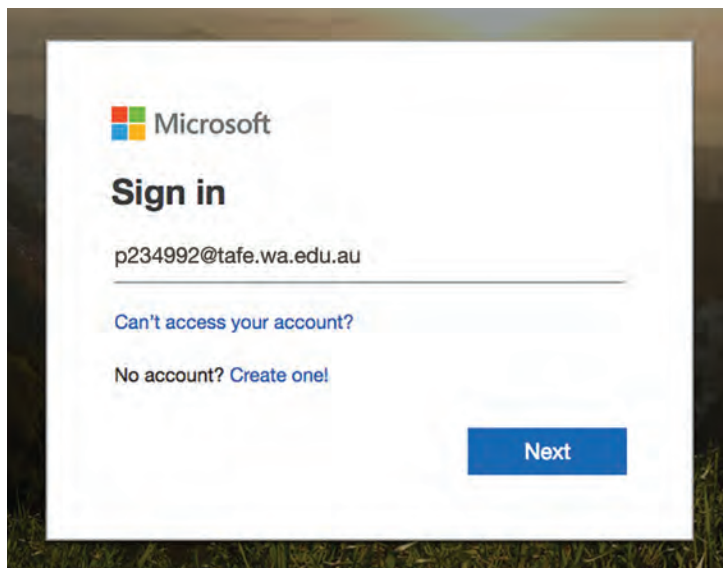 Microsoft
Sign in
p234992@tafe.wa.edu.au
Can't access your account?
No account? Create one!
Next